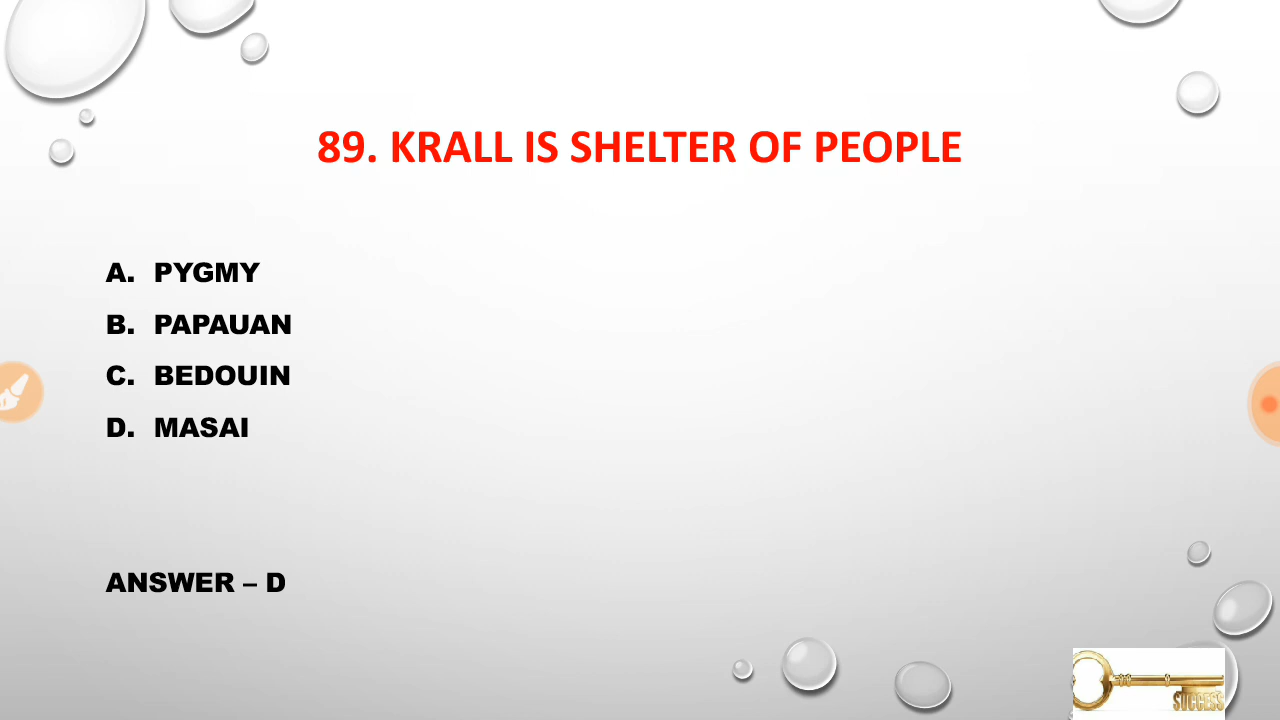 89. KRALL IS SHELTER OF PEOPLE
A. PYGMY
B. PAPAUAN
C. BEDOUIN
D. MASAI
ANSWER – D
SUCCESS